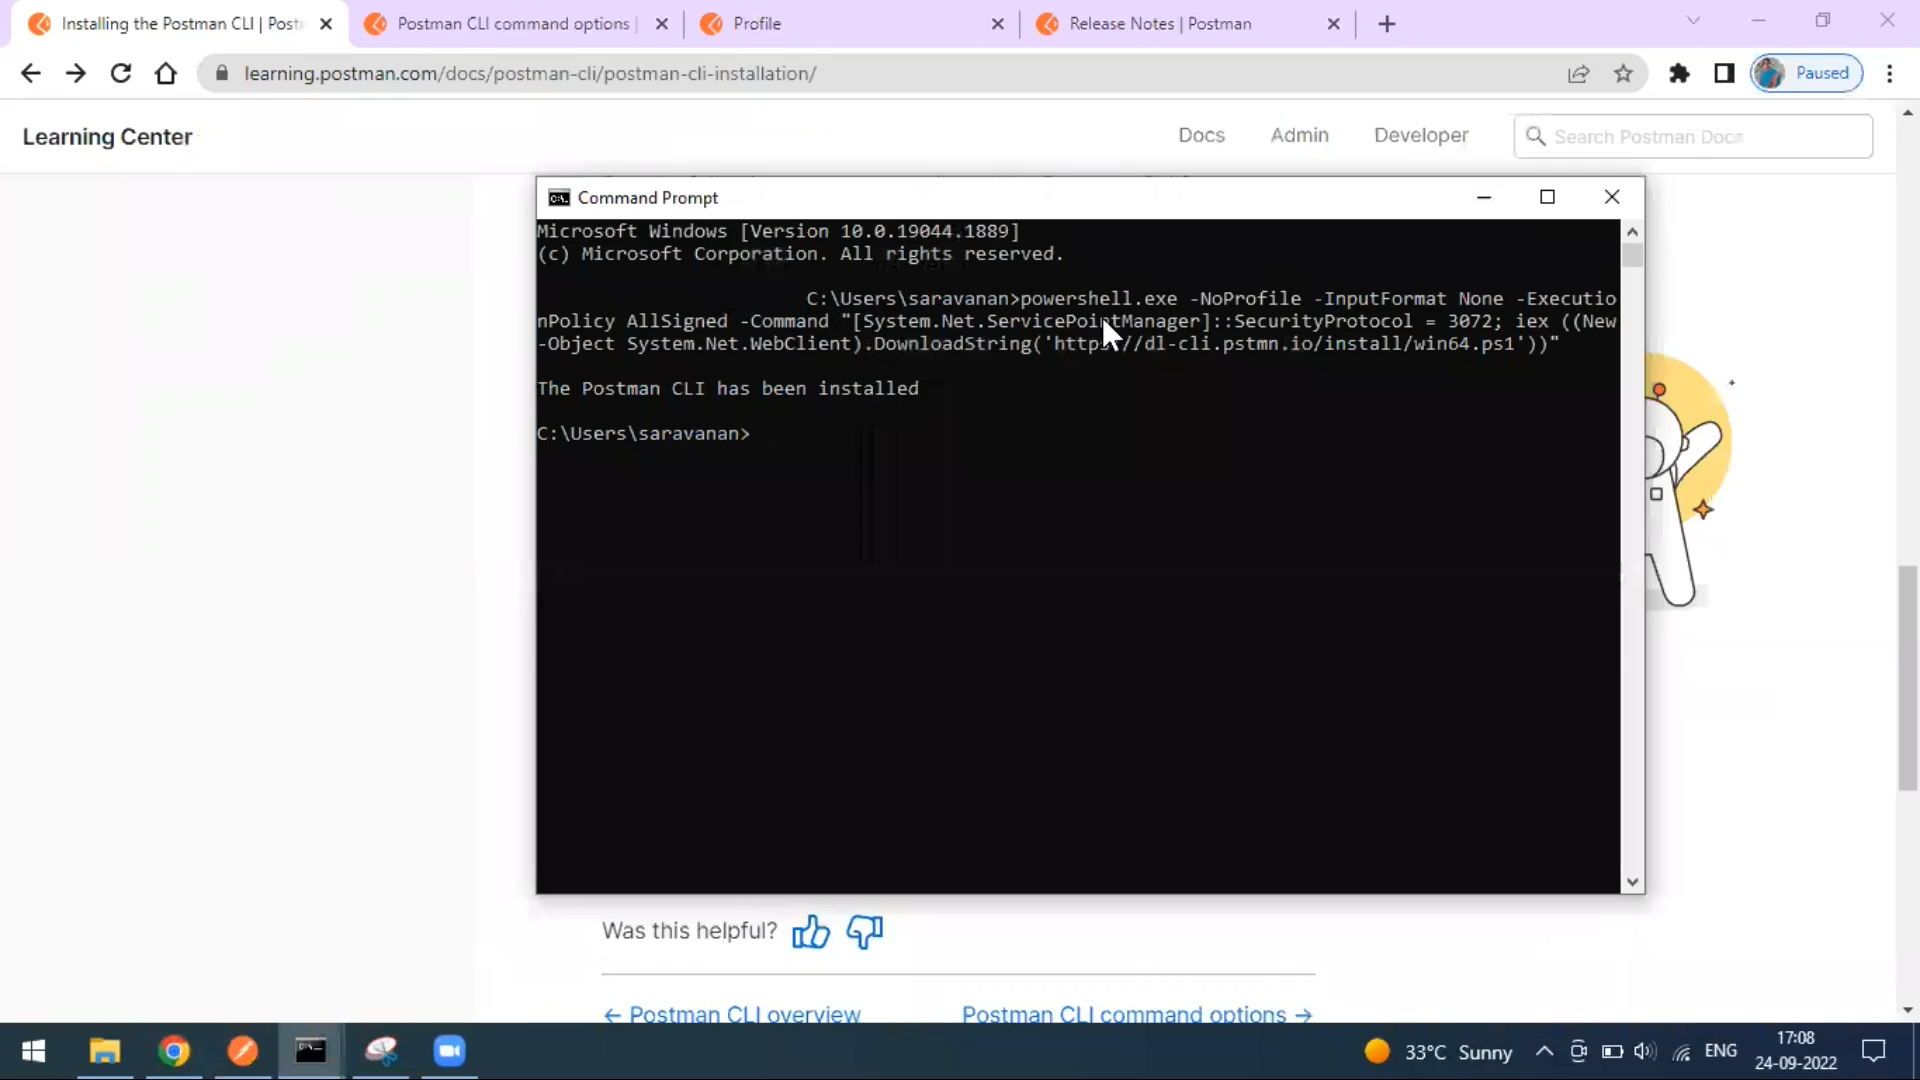 Installing the Postman CLI | Post
Postman CLI command options |
Profile
Release Notes | Postman
learning.postman.com/docs/postman-cli/postman-cli-installation/
Paused
Learning Center
Docs
Admin
Developer
Search Postman Docs
Command Prompt
Microsoft Windows [Version 10.0.19044.1889]
(c) Microsoft Corporation. All rights reserved.
C:\Users\saravanan>powershell.exe -NoProfile -InputFormat None -Executio
nPolicy AllSigned -Command "[System.Net.ServicePointManager]::SecurityProtocol = 3072; iex ((New
-Object System.Net.WebClient).DownloadString('https://dl-cli.pstmn.io/install/win64.ps1'))"
The Postman CLI has been installed
C:\Users\saravanan>
Was this helpful?
← Postman CLI overview
Postman CLI command options →
33°C Sunny
ENG
17:08
24-09-2022